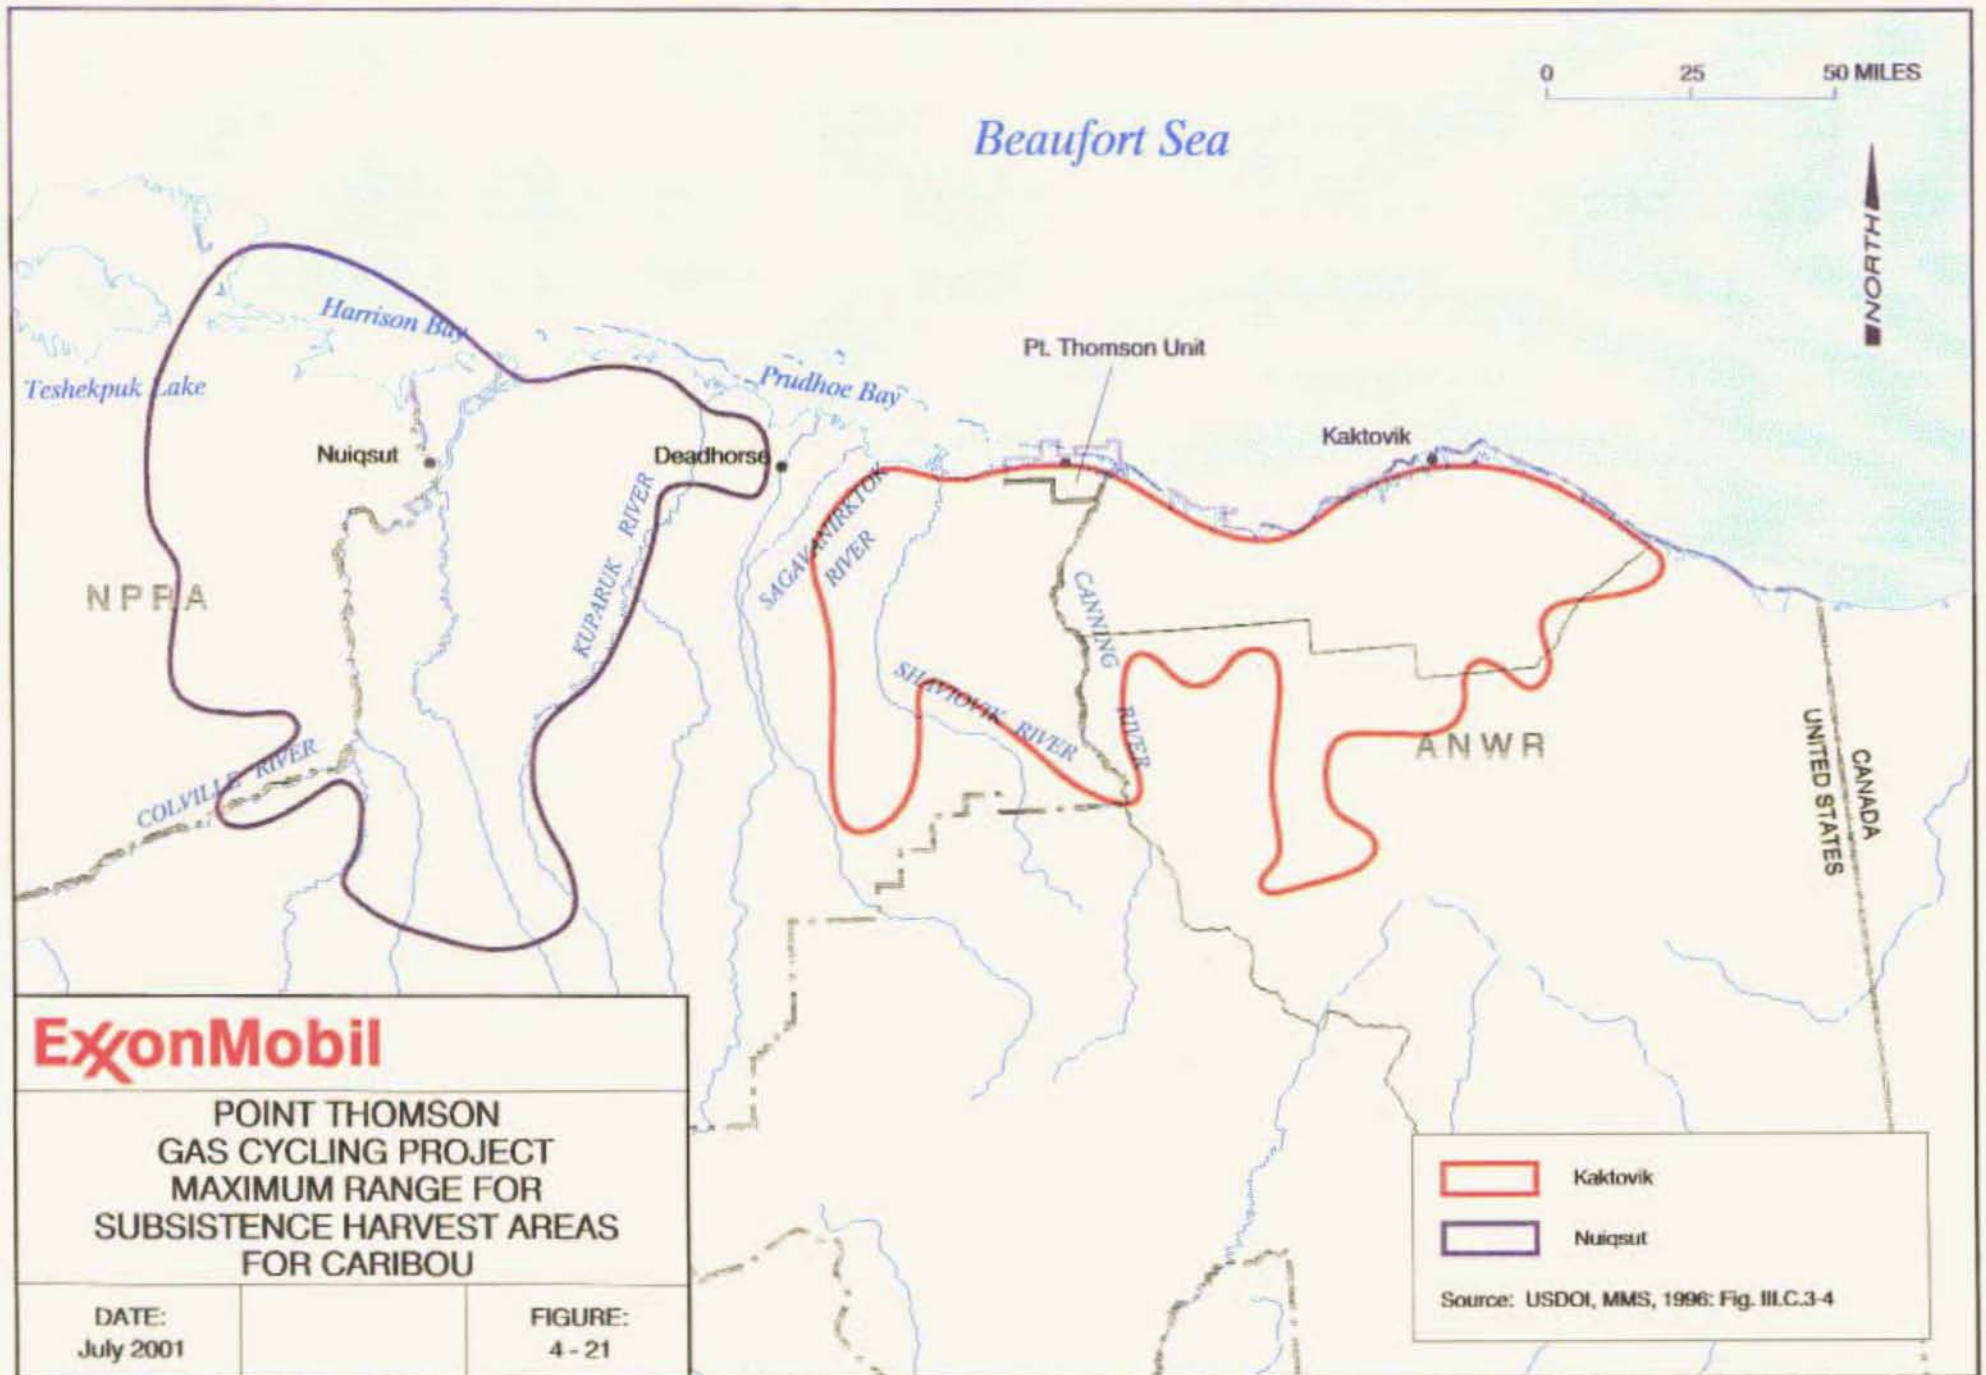 0 25 50 MILES
Beaufort Sea
NORTH
Harrison Bay
Pt. Thomson Unit
Teshekpuk Lake
Prudhoe Bay
Kaktovik
Nuiqsut
Deadhorse
KUPARUK RIVER
SAGAVANIRKTOK
RIVER
CANNING RIVER
NPRA
SHAVIOVIK RIVER
COLVILLE RIVER
ANWR
CANADA
UNITED STATES
ExxonMobil
POINT THOMSON
GAS CYCLING PROJECT
MAXIMUM RANGE FOR
SUBSISTENCE HARVEST AREAS
FOR CARIBOU
DATE:
July 2001
FIGURE:
4 - 21
Kaktovik
Nuiqsut
Source: USDOI, MMS, 1996: Fig. III.C.3-4